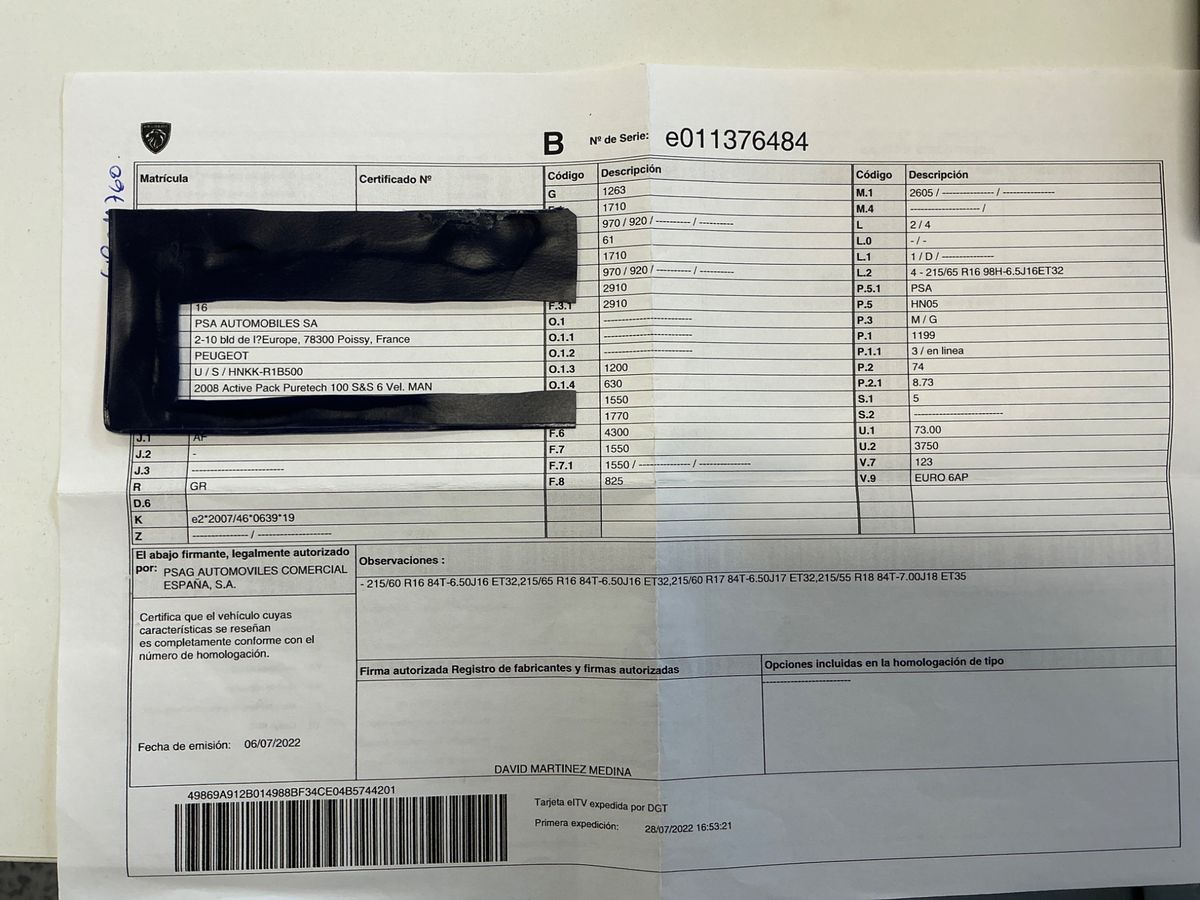 B Nº de Serie: e011376484
Matrícula Certificado Nº
16
PSA AUTOMOBILES SA
2-10 bld de l?Europe, 78300 Poissy, France
PEUGEOT
U / S / HNKK-R1B500
2008 Active Pack Puretech 100 S&S 6 Vel. MAN
J.1 AF
J.2 -
J.3 ------------------------
R GR
D.6
K e2*2007/46*0639*19
Z --------------- / --------------------
Código Descripción
G 1263
1710
970 / 920 / ---------- / ----------
61
1710
970 / 920 / ---------- / ----------
2910
F.3.1 2910
O.1 ------------------------
O.1.1 ------------------------
O.1.2 ------------------------
O.1.3 1200
O.1.4 630
1550
1770
F.6 4300
F.7 1550
F.7.1 1550 / --------------- / ---------------
F.8 825
Código Descripción
M.1 2605 / --------------- / ---------------
M.4 -------------------- /
L 2 / 4
L.0 - / -
L.1 1 / D / ---------------
L.2 4 - 215/65 R16 98H-6.5J16ET32
P.5.1 PSA
P.5 HN05
P.3 M / G
P.1 1199
P.1.1 3 / en linea
P.2 74
P.2.1 8.73
S.1 5
S.2 ------------------------
U.1 73.00
U.2 3750
V.7 123
V.9 EURO 6AP
El abajo firmante, legalmente autorizado
por: PSAG AUTOMOVILES COMERCIAL
ESPAÑA, S.A.
Certifica que el vehículo cuyas
características se reseñan
es completamente conforme con el
número de homologación.
Fecha de emisión: 06/07/2022
Observaciones :
- 215/60 R16 84T-6.50J16 ET32,215/65 R16 84T-6.50J16 ET32,215/60 R17 84T-6.50J17 ET32,215/55 R18 84T-7.00J18 ET35
Firma autorizada Registro de fabricantes y firmas autorizadas
DAVID MARTINEZ MEDINA
Opciones incluidas en la homologación de tipo
------------------------
49869A912B014988BF34CE04B5744201
Tarjeta eITV expedida por DGT
Primera expedición: 28/07/2022 16:53:21